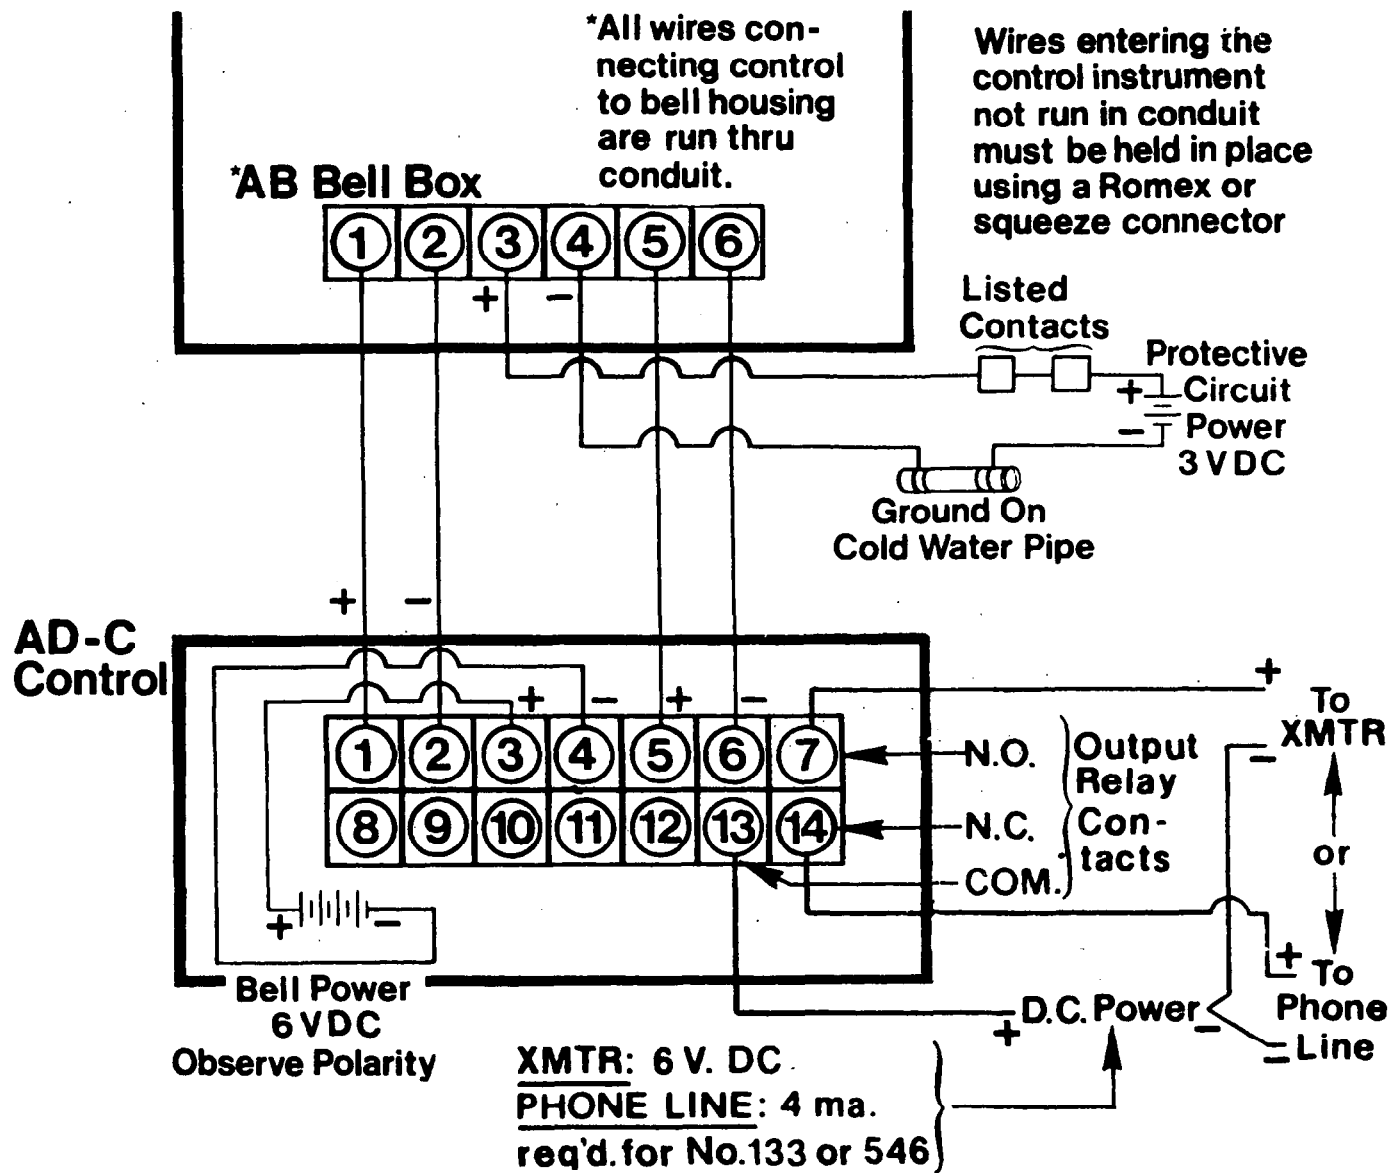 *All wires con-
necting control
to bell housing
are run thru
conduit.
Wires entering the
control instrument
not run in conduit
must be held in place
using a Romex or
squeeze connector
*AB Bell Box
1 2 3 4 5 6
+ −
Listed
Contacts
Protective
Circuit
Power
3 VDC
+
−
Ground On
Cold Water Pipe
+ −
AD-C
Control
+ − + −
1 2 3 4 5 6 7
8 9 10 11 12 13 14
N.O.
N.C.
COM.
Output
Relay
Con-
tacts
+
To
XMTR
−
or
+
To
Phone
Line
−
+ −
Bell Power
6 VDC
Observe Polarity
+ D.C. Power −
XMTR: 6 V. DC
PHONE LINE: 4 ma.
req'd. for No. 133 or 546